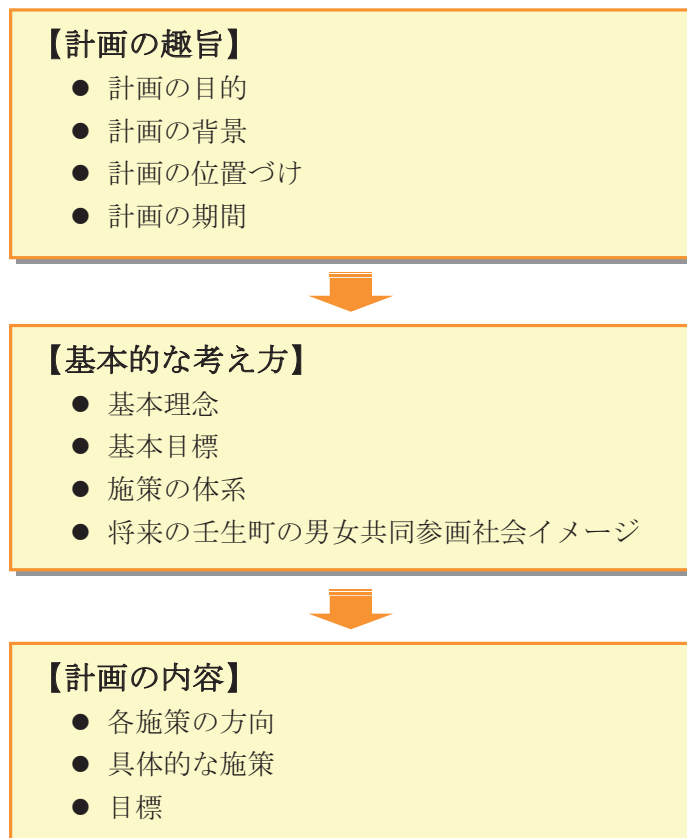 【計画の趣旨】
● 計画の目的
● 計画の背景
● 計画の位置づけ
● 計画の期間
【基本的な考え方】
● 基本理念
● 基本目標
● 施策の体系
● 将来の壬生町の男女共同参画社会イメージ
【計画の内容】
● 各施策の方向
● 具体的な施策
● 目標